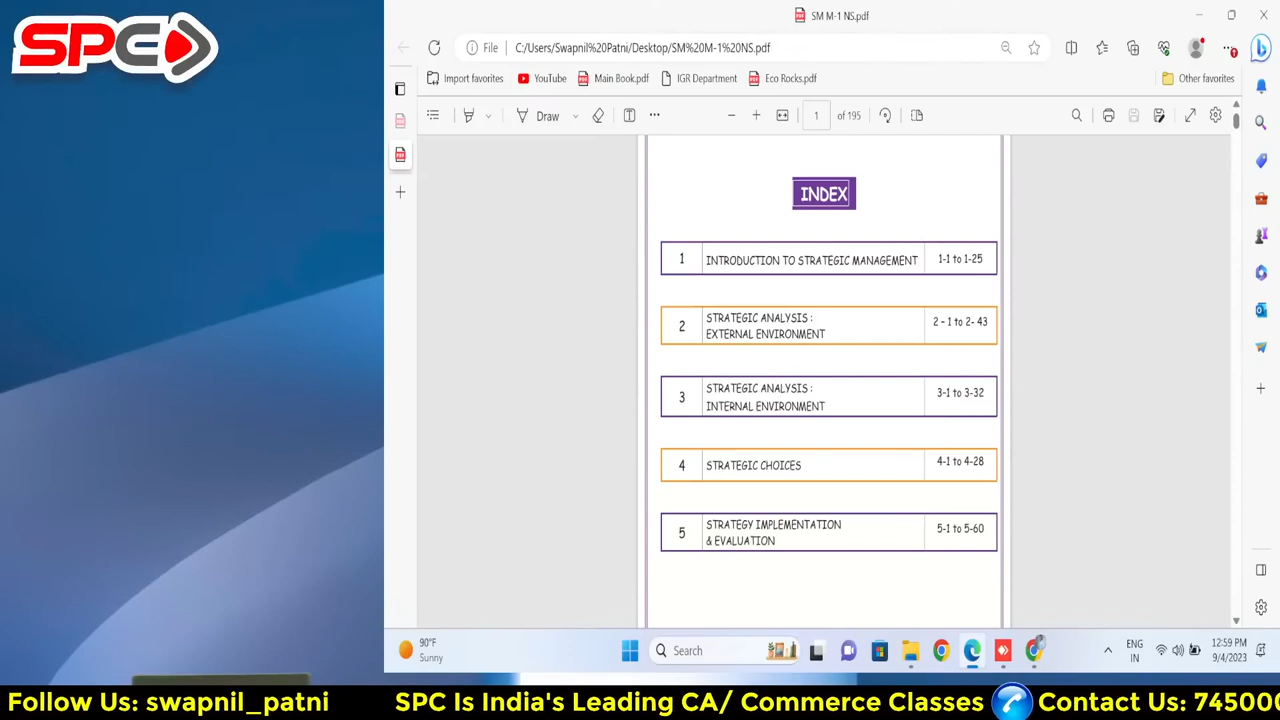 SPC
SM M-1 NS.pdf
File C:/Users/Swapnil%20Patni/Desktop/SM%20M-1%20NS.pdf
Import favorites YouTube Main Book.pdf IGR Department Eco Rocks.pdf Other favorites
Draw 1 of 195
INDEX
1 INTRODUCTION TO STRATEGIC MANAGEMENT 1-1 to 1-25
2 STRATEGIC ANALYSIS : 2 - 1 to 2- 43
EXTERNAL ENVIRONMENT
3 STRATEGIC ANALYSIS : 3-1 to 3-32
INTERNAL ENVIRONMENT
4 STRATEGIC CHOICES 4-1 to 4-28
5 STRATEGY IMPLEMENTATION 5-1 to 5-60
& EVALUATION
90°F
Sunny
Search
ENG
IN
12:59 PM
9/4/2023
Follow Us: swapnil_patni SPC Is India's Leading CA/ Commerce Classes Contact Us: 74500